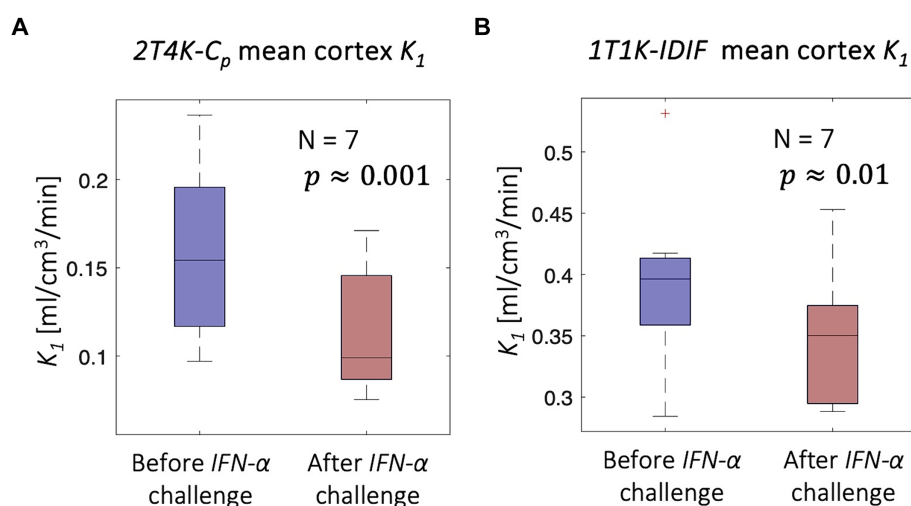 A
2T4K-Cp mean cortex K1
K1 [ml/cm3/min]
0.2
0.15
0.1
N = 7
p ≈ 0.001
Before IFN-α
challenge
After IFN-α
challenge
B
1T1K-IDIF mean cortex K1
K1 [ml/cm3/min]
0.5
0.45
0.4
0.35
0.3
N = 7
p ≈ 0.01
Before IFN-α
challenge
After IFN-α
challenge